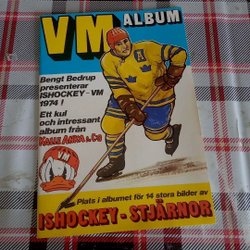 VM
ALBUM
Bengt Bedrup
presenterar
ISHOCKEY-VM
1974!
Ett kul
och intressant
album från
KALLE ANKA & Co
A
VM
Plats i albumet för 14 stora bilder av
ISHOCKEY-STJÄRNOR